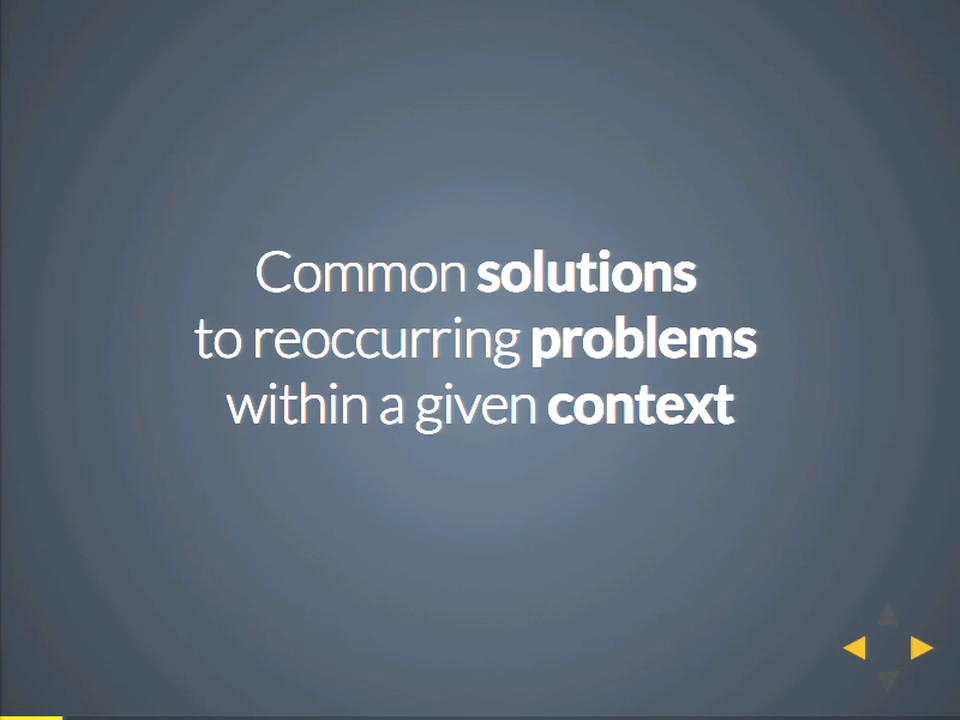 Common solutions
to reoccurring problems
within a given context